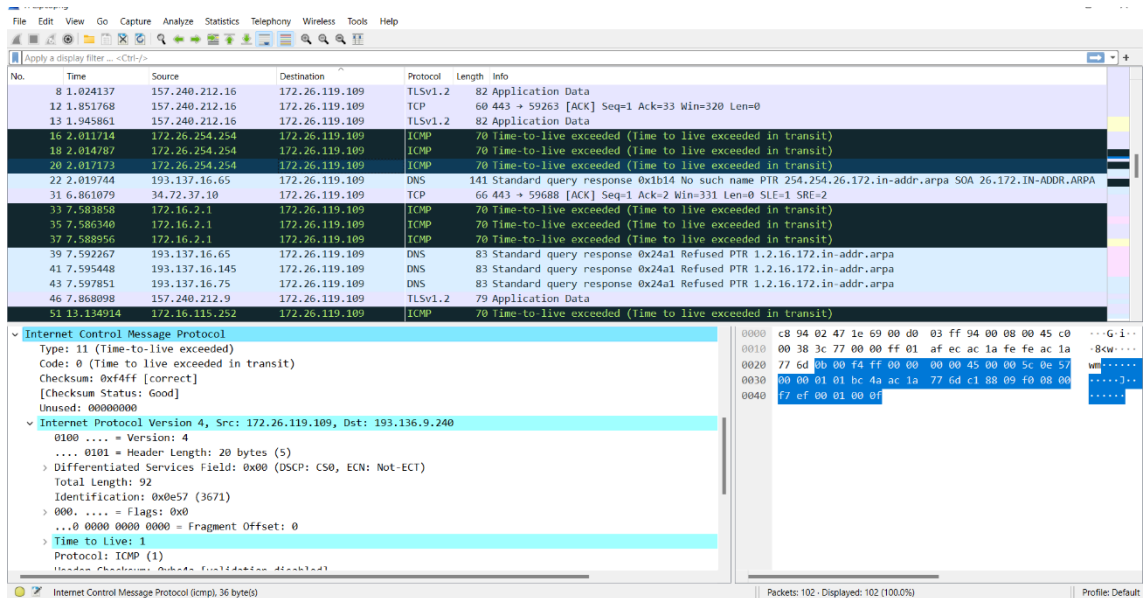 File Edit View Go Capture Analyze Statistics Telephony Wireless Tools Help
Apply a display filter ... <Ctrl-/>
No. Time Source Destination Protocol Length Info
8 1.024137 157.240.212.16 172.26.119.109 TLSv1.2 82 Application Data
12 1.851768 157.240.212.16 172.26.119.109 TCP 60 443 → 59263 [ACK] Seq=1 Ack=33 Win=320 Len=0
13 1.945861 157.240.212.16 172.26.119.109 TLSv1.2 82 Application Data
16 2.011714 172.26.254.254 172.26.119.109 ICMP 70 Time-to-live exceeded (Time to live exceeded in transit)
18 2.014787 172.26.254.254 172.26.119.109 ICMP 70 Time-to-live exceeded (Time to live exceeded in transit)
20 2.017173 172.26.254.254 172.26.119.109 ICMP 70 Time-to-live exceeded (Time to live exceeded in transit)
22 2.019744 193.137.16.65 172.26.119.109 DNS 141 Standard query response 0x1b14 No such name PTR 254.254.26.172.in-addr.arpa SOA 26.172.IN-ADDR.ARPA
31 6.861079 34.72.37.10 172.26.119.109 TCP 66 443 → 59688 [ACK] Seq=1 Ack=2 Win=331 Len=0 SLE=1 SRE=2
33 7.583858 172.16.2.1 172.26.119.109 ICMP 70 Time-to-live exceeded (Time to live exceeded in transit)
35 7.586340 172.16.2.1 172.26.119.109 ICMP 70 Time-to-live exceeded (Time to live exceeded in transit)
37 7.588956 172.16.2.1 172.26.119.109 ICMP 70 Time-to-live exceeded (Time to live exceeded in transit)
39 7.592267 193.137.16.65 172.26.119.109 DNS 83 Standard query response 0x24a1 Refused PTR 1.2.16.172.in-addr.arpa
41 7.595448 193.137.16.145 172.26.119.109 DNS 83 Standard query response 0x24a1 Refused PTR 1.2.16.172.in-addr.arpa
43 7.597851 193.137.16.75 172.26.119.109 DNS 83 Standard query response 0x24a1 Refused PTR 1.2.16.172.in-addr.arpa
46 7.868098 157.240.212.9 172.26.119.109 TLSv1.2 79 Application Data
51 13.134914 172.16.115.252 172.26.119.109 ICMP 70 Time-to-live exceeded (Time to live exceeded in transit)
Internet Control Message Protocol
Type: 11 (Time-to-live exceeded)
Code: 0 (Time to live exceeded in transit)
Checksum: 0xf4ff [correct]
[Checksum Status: Good]
Unused: 00000000
Internet Protocol Version 4, Src: 172.26.119.109, Dst: 193.136.9.240
0100 .... = Version: 4
.... 0101 = Header Length: 20 bytes (5)
Differentiated Services Field: 0x00 (DSCP: CS0, ECN: Not-ECT)
Total Length: 92
Identification: 0x0e57 (3671)
000. .... = Flags: 0x0
...0 0000 0000 0000 = Fragment Offset: 0
Time to Live: 1
Protocol: ICMP (1)
0000 c8 94 02 47 1e 69 00 d0 03 ff 94 00 08 00 45 c0 ···G·i··
0010 00 38 3c 77 00 00 ff 01 af ec ac 1a fe fe ac 1a ·8<w····
0020 77 6d 0b 00 f4 ff 00 00 00 00 45 00 00 5c 0e 57 wm······
0030 00 00 01 01 bc 4a ac 1a 77 6d c1 88 09 f0 08 00 ·····J··
0040 f7 ef 00 01 00 0f ······
Internet Control Message Protocol (icmp), 36 byte(s) Packets: 102 · Displayed: 102 (100.0%) Profile: Default